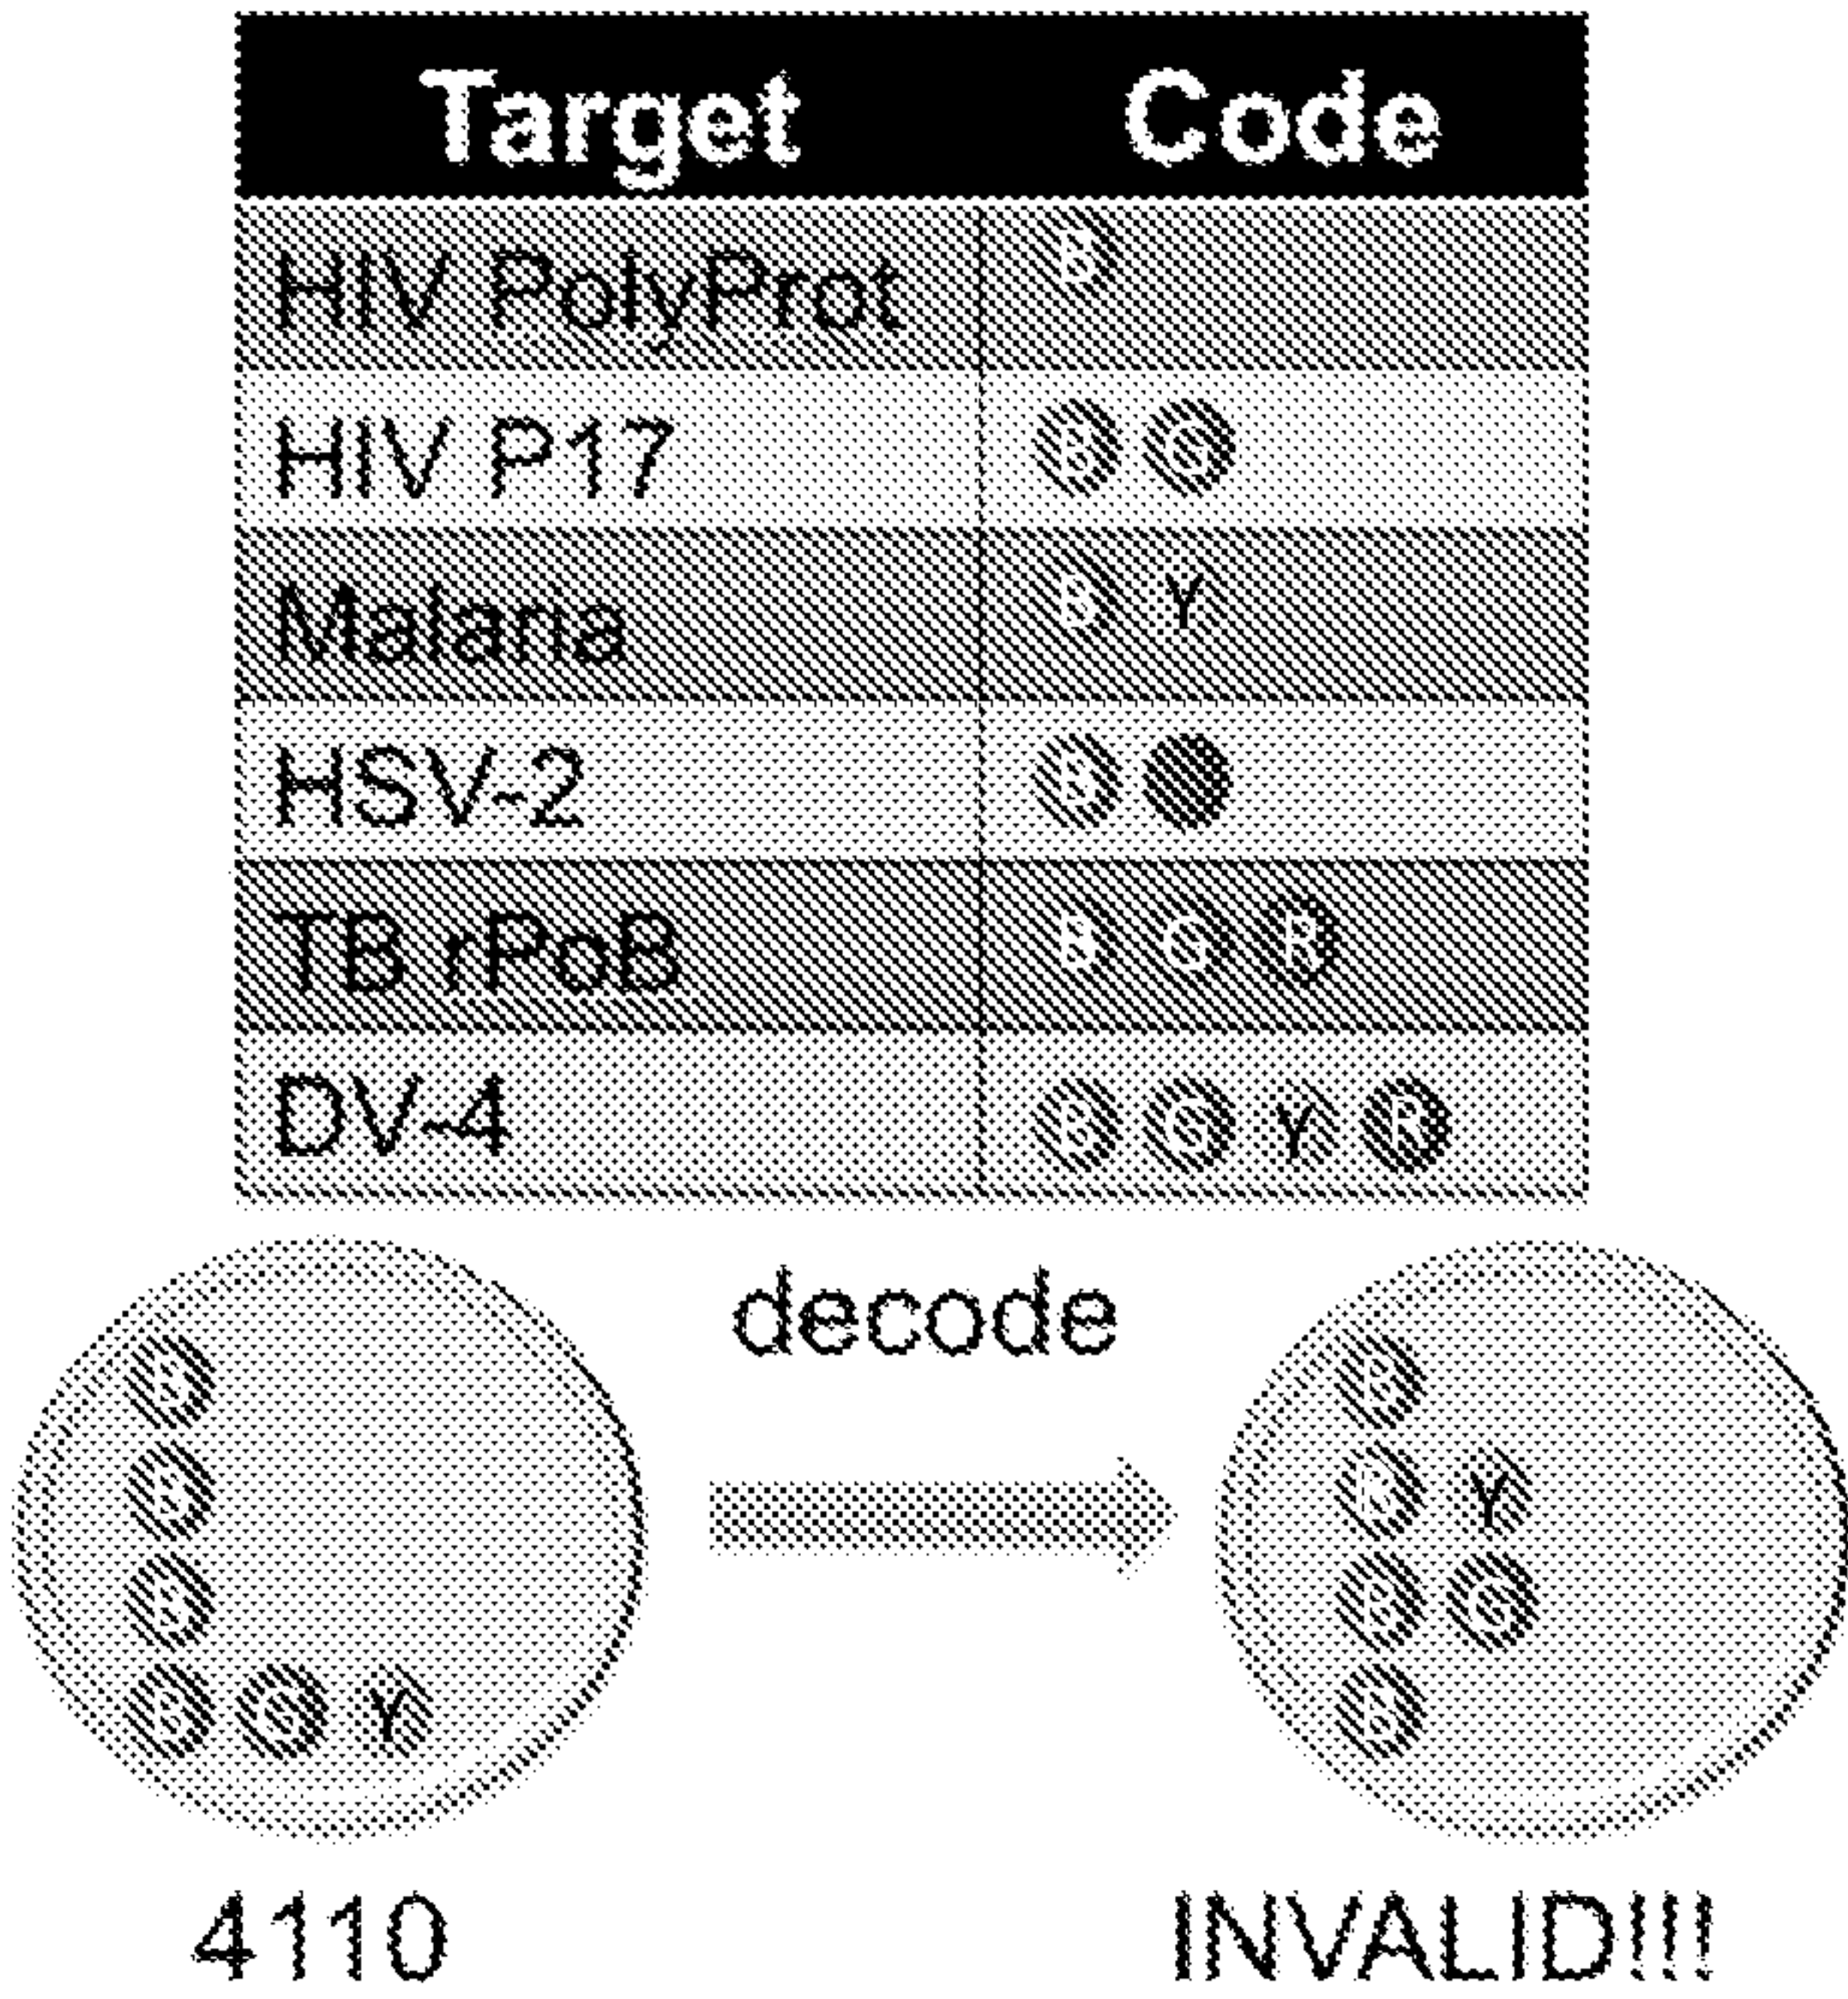 Target Code
HIV PolyProt B
HIV P17 B G
Malaria B Y
HSV-2 B
TB rPoB B G R
DV-4 B G Y R
decode
B
B
B
B G Y
B
B Y
B G
B
4110
INVALID!!!